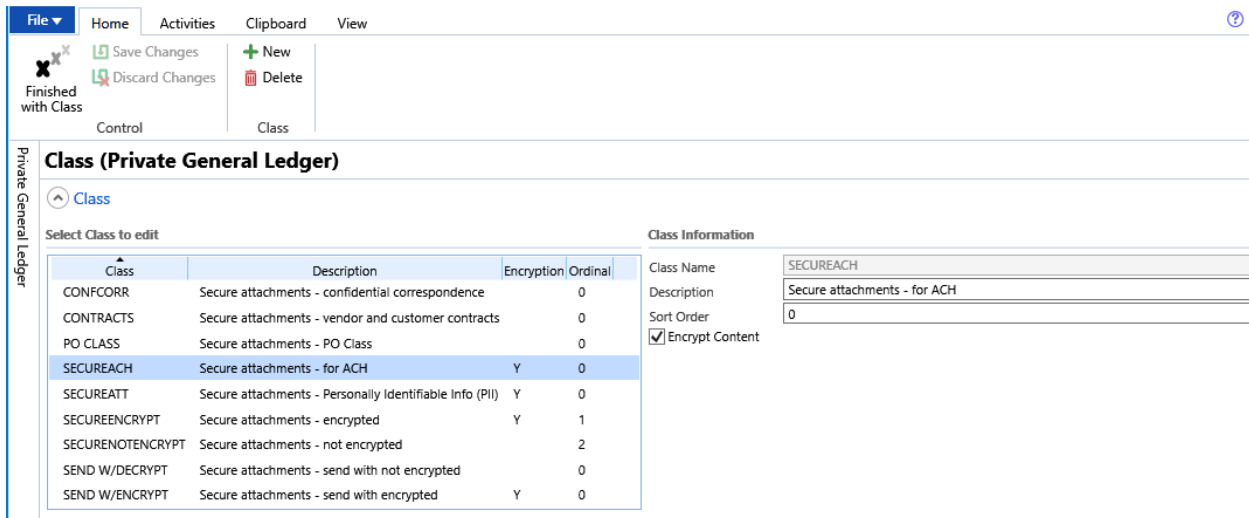 File Home Activities Clipboard View
Save Changes
Discard Changes
Finished
with Class
Control
New
Delete
Class
Private General Ledger
Class (Private General Ledger)
Class
Select Class to edit
Class Description Encryption Ordinal
CONFCORR Secure attachments - confidential correspondence 0
CONTRACTS Secure attachments - vendor and customer contracts 0
PO CLASS Secure attachments - PO Class 0
SECUREACH Secure attachments - for ACH Y 0
SECUREATT Secure attachments - Personally Identifiable Info (PII) Y 0
SECUREENCRYPT Secure attachments - encrypted Y 1
SECURENOTENCRYPT Secure attachments - not encrypted 2
SEND W/DECRYPT Secure attachments - send with not encrypted 0
SEND W/ENCRYPT Secure attachments - send with encrypted Y 0
Class Information
Class Name SECUREACH
Description Secure attachments - for ACH
Sort Order 0
Encrypt Content